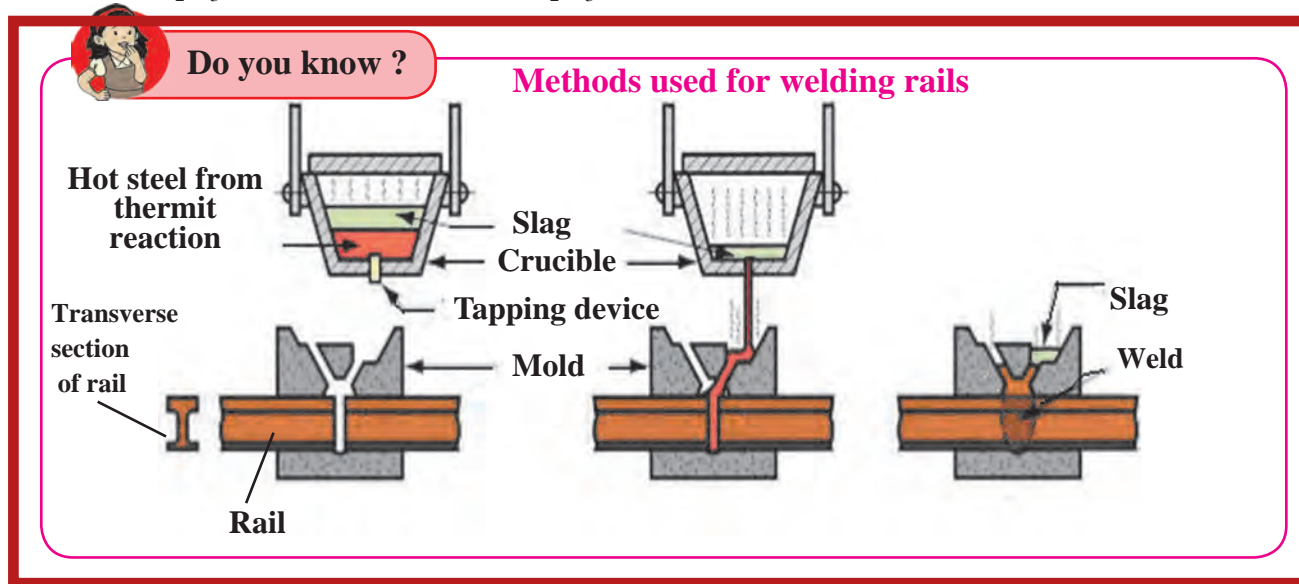 Do you know ?
Methods used for welding rails
Hot steel from
thermit
reaction
Slag
Crucible
Tapping device
Transverse
section
of rail
Mold
Slag
Weld
Rail